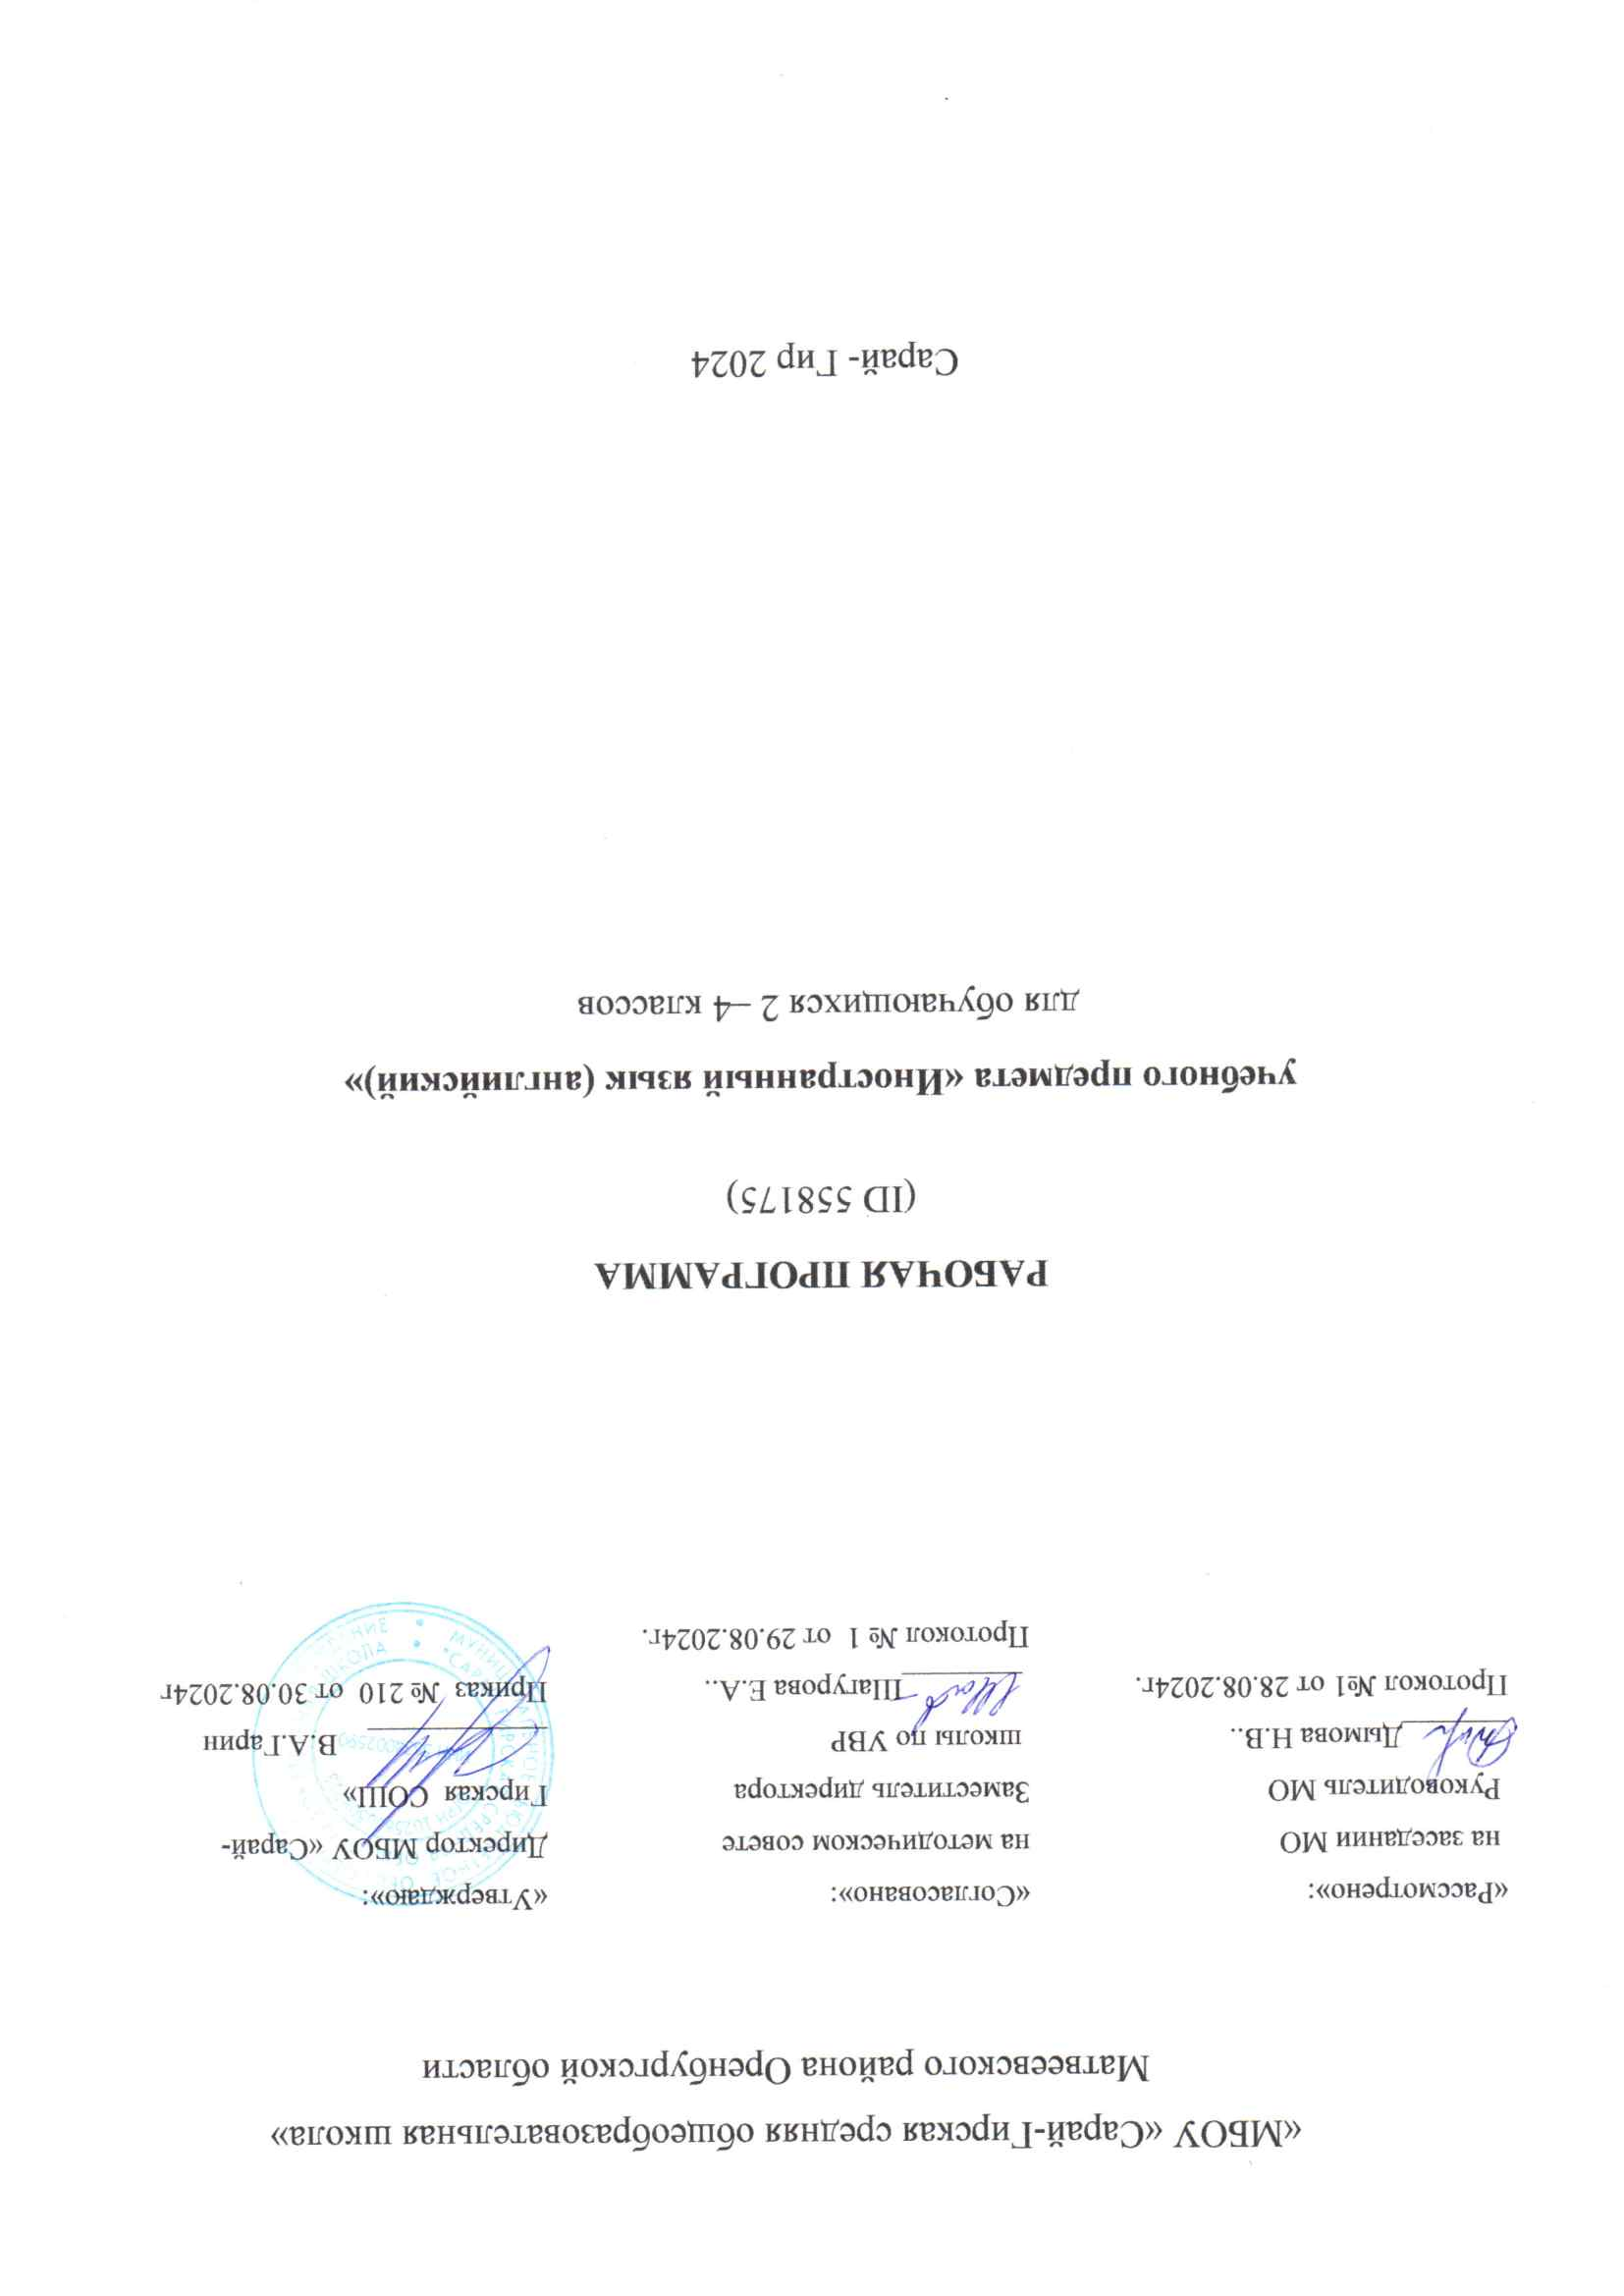 «МБОУ «Сарай-Гирская средняя общеобразовательная школа»
Матвеевского района Оренбургской области
«Рассмотрено»:
на заседании МО
Руководитель МО
Дымова Н.В..
Протокол №1 от 28.08.2024г.
«Согласовано»:
на методическом совете
Заместитель директора
школы по УВР
Шагурова Е.А..
Протокол № 1 от 29.08.2024г.
«Утверждаю»:
Директор МБОУ «Сарай-
Гирская СОШ»
В.А.Гарин
Приказ № 210 от 30.08.2024г
РАБОЧАЯ ПРОГРАММА
(ID 558175)
учебного предмета «Иностранный язык (английский)»
для обучающихся 2 –4 классов
Сарай- Гир 2024